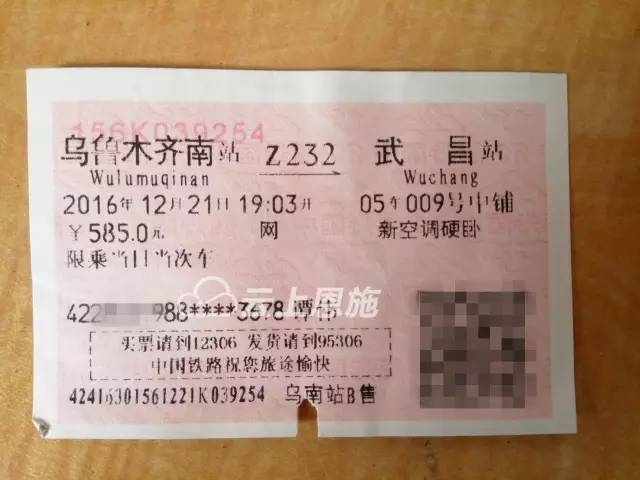 156K039254
乌鲁木齐南站 Z232 武昌站
Wulumuqinan Wuchang
2016年12月21日 19:03开 05车009号中铺
￥585.0元 网 新空调硬卧
限乘当日当次车
云上恩施
422 988****3678 谭
买票请到12306 发货请到95306
中国铁路祝您旅途愉快
42416301561221K039254 乌南站B售